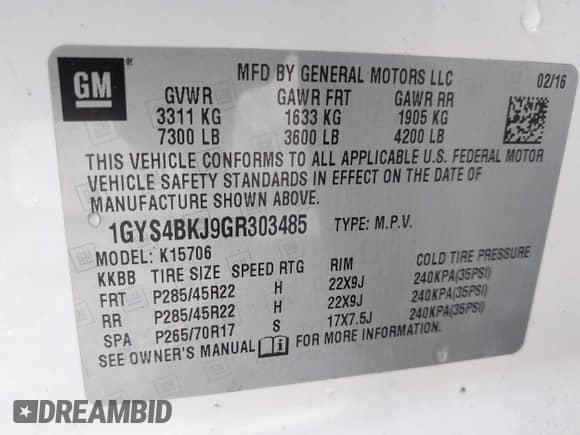 GM ® MFD BY GENERAL MOTORS LLC 02/16
GVWR GAWR FRT GAWR RR
3311 KG 1633 KG 1905 KG
7300 LB 3600 LB 4200 LB
THIS VEHICLE CONFORMS TO ALL APPLICABLE U.S. FEDERAL MOTOR
VEHICLE SAFETY STANDARDS IN EFFECT ON THE DATE OF
MANUFACTURE SHOWN ABOVE.
1GYS4BKJ9GR303485 TYPE: M.P.V.
MODEL: K15706
KKBB TIRE SIZE SPEED RTG RIM COLD TIRE PRESSURE
FRT P285/45R22 H 22X9J 240KPA(35PSI)
RR P285/45R22 H 22X9J 240KPA(35PSI)
SPA P265/70R17 S 17X7.5J 240KPA(35PSI)
SEE OWNER'S MANUAL FOR MORE INFORMATION.
DREAMBID